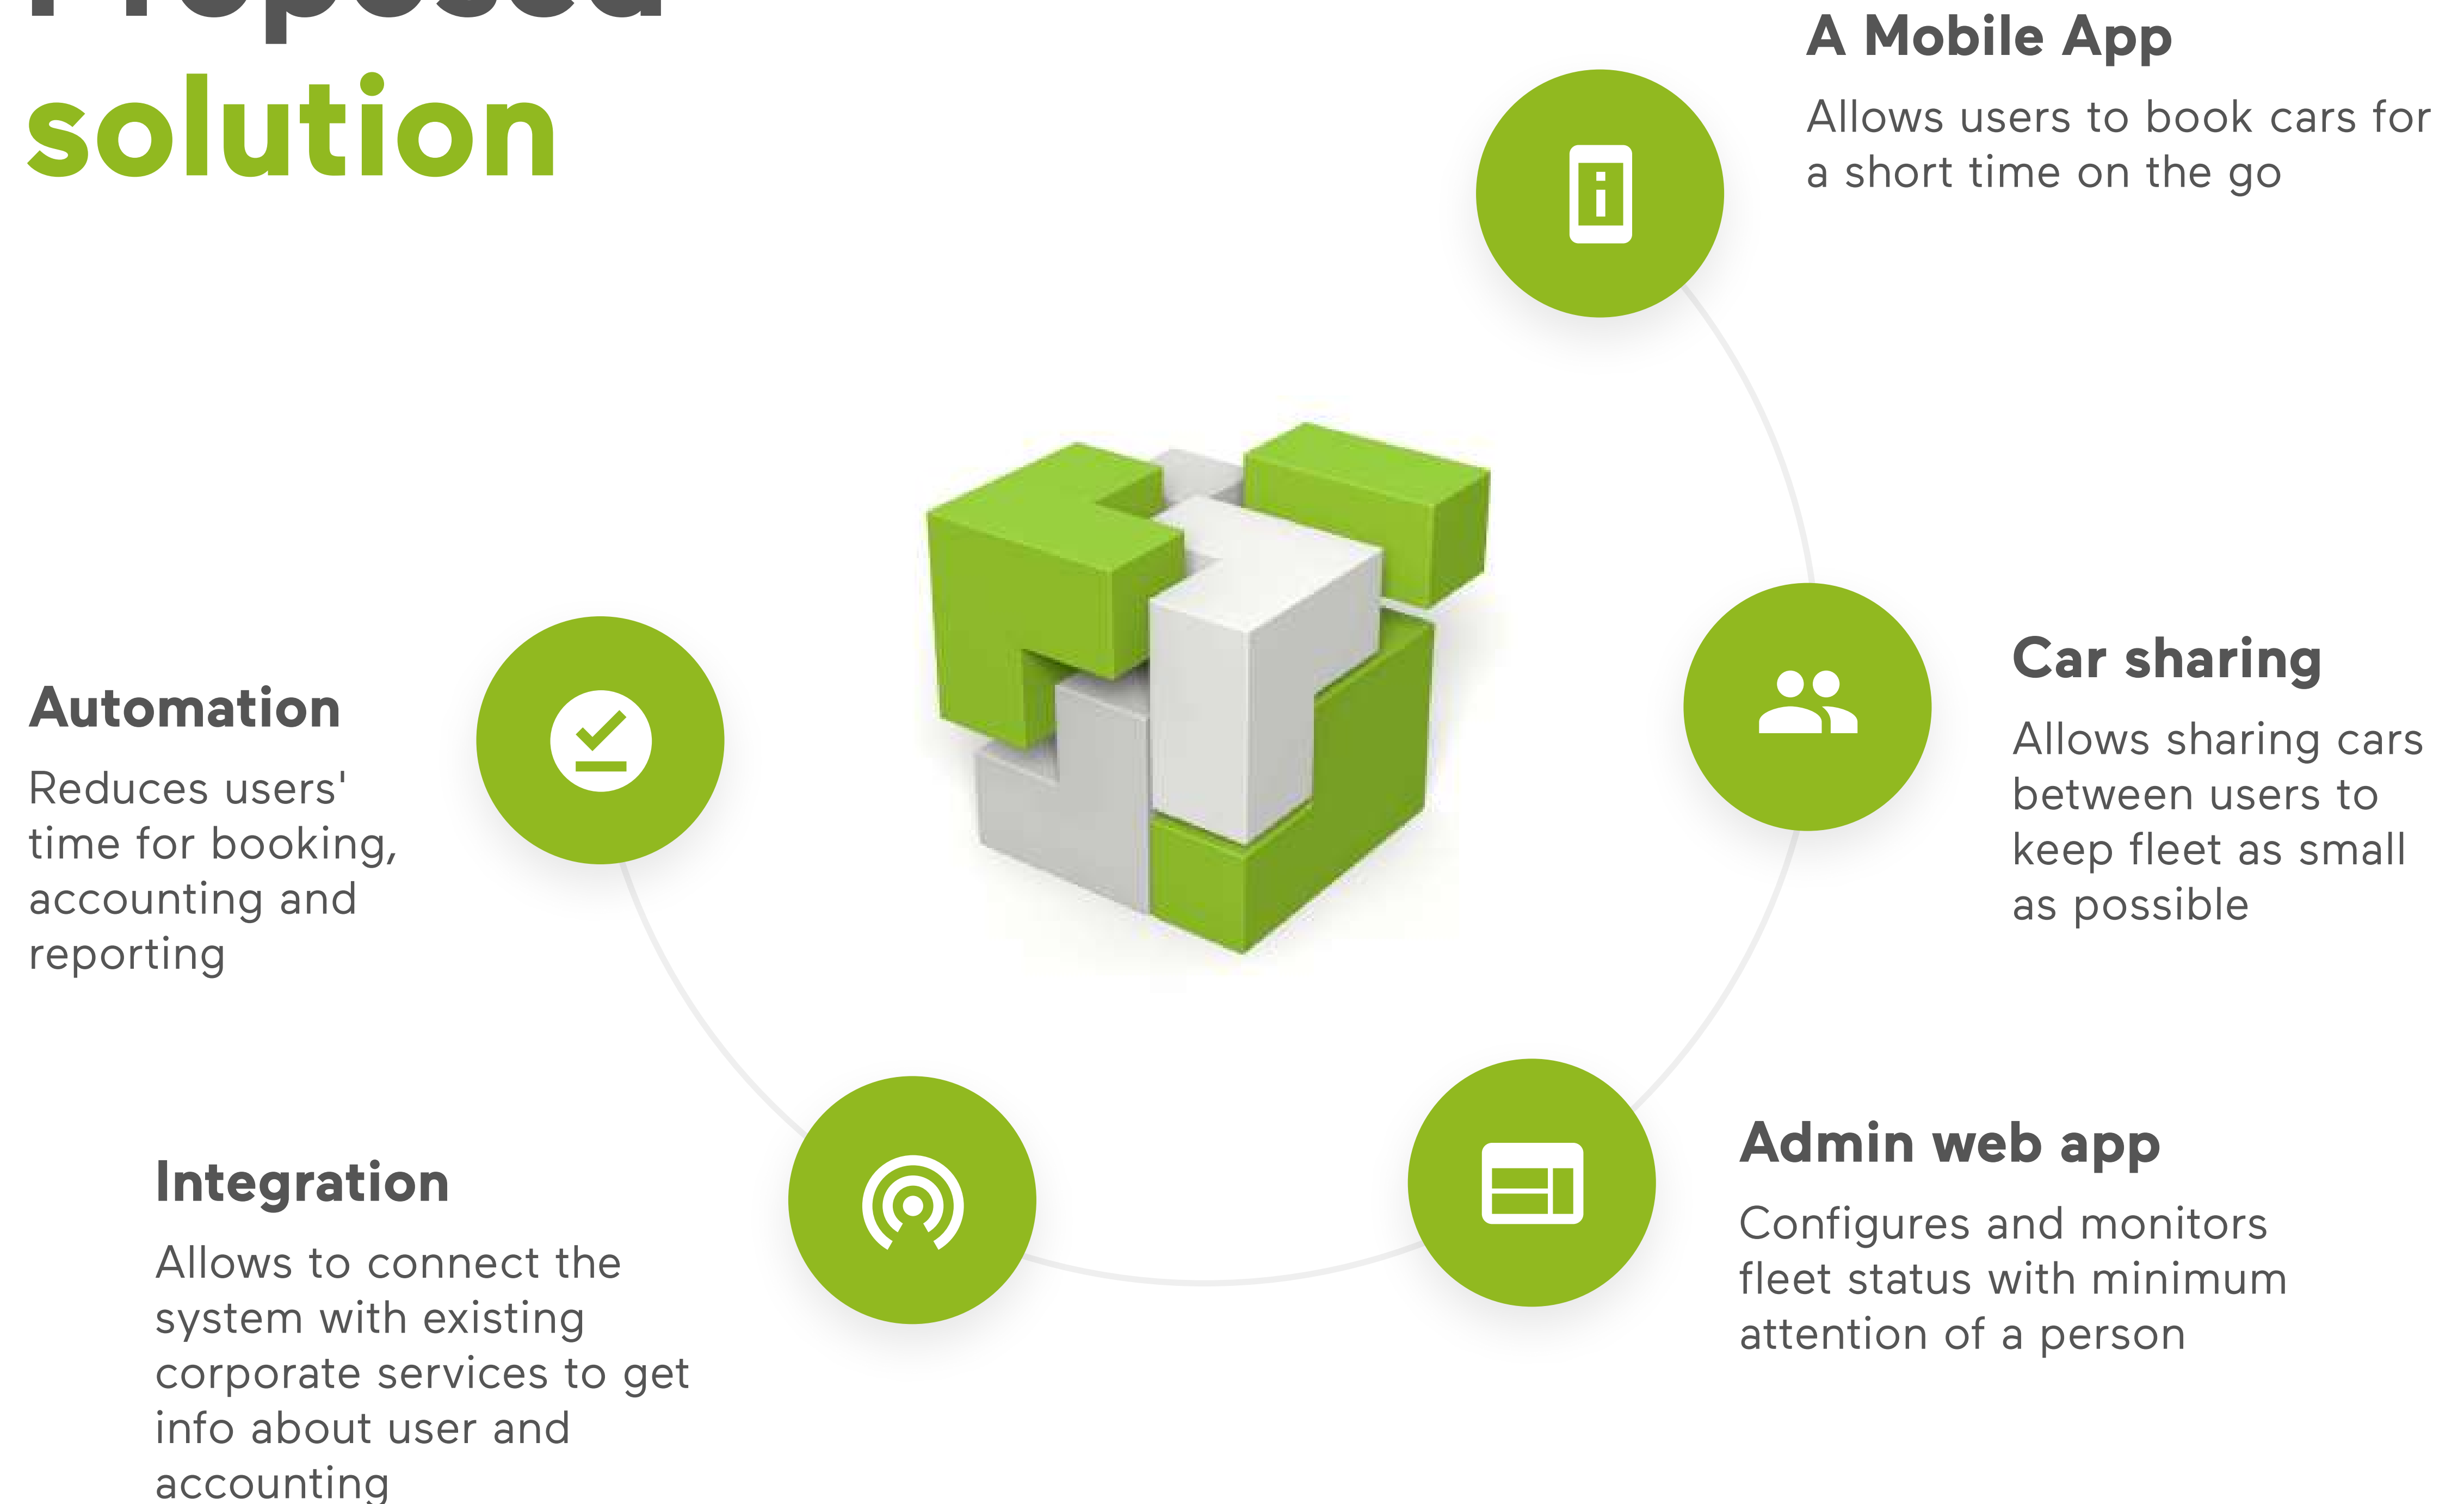 Proposed
solution
A Mobile App
Allows users to book cars for
a short time on the go
Car sharing
Allows sharing cars
between users to
keep fleet as small
as possible
Admin web app
Configures and monitors
fleet status with minimum
attention of a person
Integration
Allows to connect the
system with existing
corporate services to get
info about user and
accounting
Automation
Reduces users'
time for booking,
accounting and
reporting